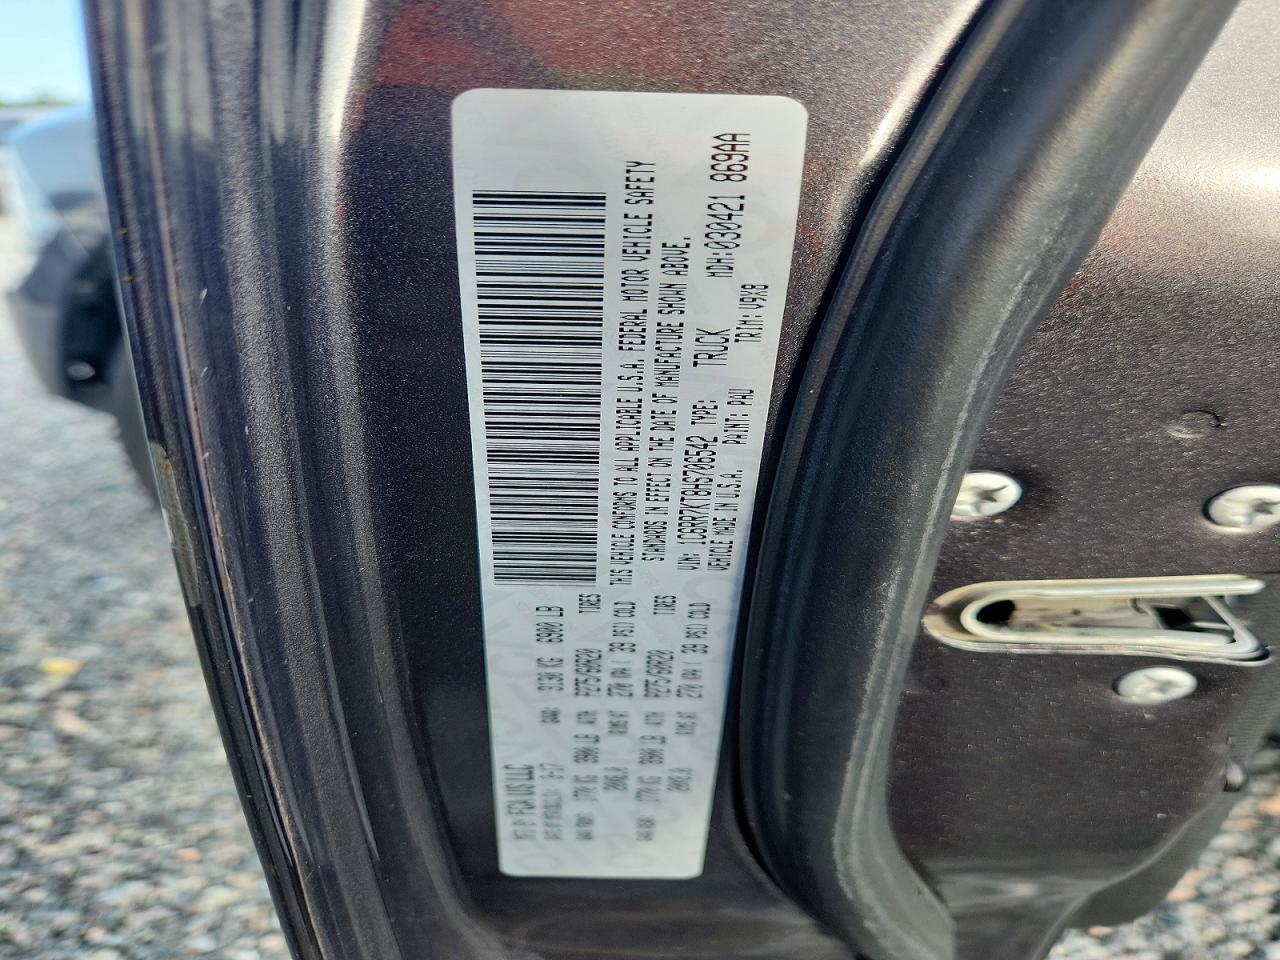 MFD BY FCA US LLC
DATE OF MFR GVWR: 3130 KG 6900 LB
GAWR FRONT 1770 KG 3900 LB WITH P275/60R20 TIRES
20X8.0 RIMS AT 270 KPA( 39 PSI) COLD
GAWR REAR 1770 KG 3900 LB WITH P275/60R20 TIRES
20X8.0 RIMS AT 270 KPA( 39 PSI) COLD
THIS VEHICLE CONFORMS TO ALL APPLICABLE U.S.A. FEDERAL MOTOR VEHICLE SAFETY
STANDARDS IN EFFECT ON THE DATE OF MANUFACTURE SHOWN ABOVE.
VIN: 1C6RR7XT8HS706542 TYPE: TRUCK MDH:030421 869AA
VEHICLE MADE IN U.S.A. PAINT: PAU TRIM: V9X8